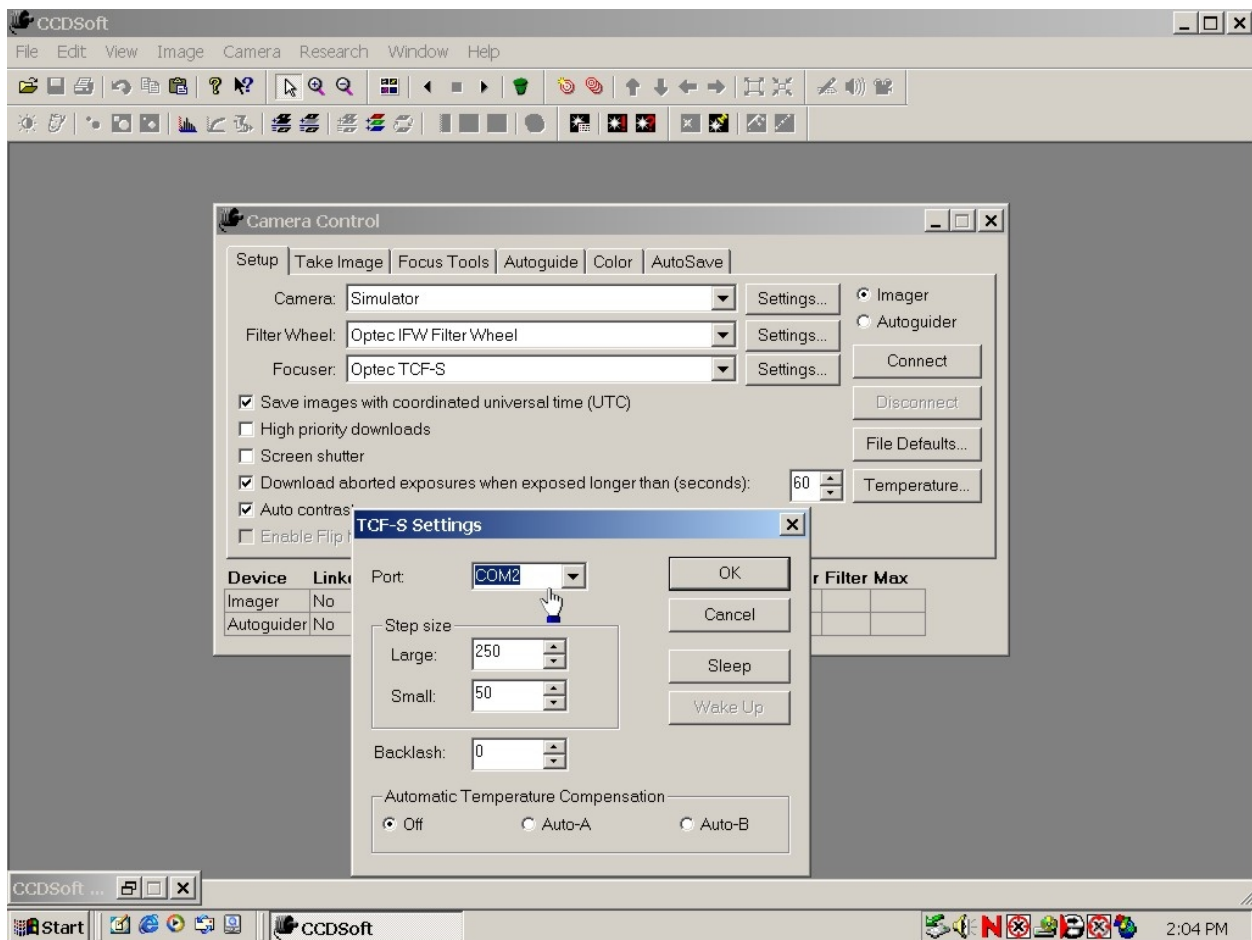 CCDSoft
File Edit View Image Camera Research Window Help
Camera Control
Setup Take Image Focus Tools Autoguide Color AutoSave
Camera: Simulator Settings... Imager
Autoguider
Filter Wheel: Optec IFW Filter Wheel Settings...
Focuser: Optec TCF-S Settings... Connect
Save images with coordinated universal time (UTC) Disconnect
High priority downloads
Screen shutter File Defaults...
Download aborted exposures when exposed longer than (seconds): 60 Temperature...
Auto contras
Enable Flip
Device Link r Filter Max
Imager No
Autoguider No
TCF-S Settings
Port: COM2 OK
Cancel
Step size
Large: 250 Sleep
Small: 50 Wake Up
Backlash: 0
Automatic Temperature Compensation
Off Auto-A Auto-B
CCDSoft ...
Start CCDSoft N 2:04 PM